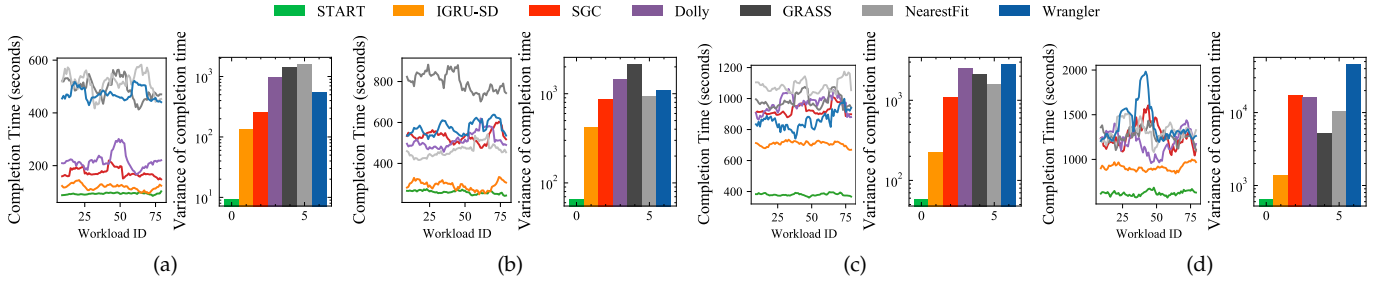 START IGRU-SD SGC Dolly GRASS NearestFit Wrangler
Completion Time (seconds)
600
400
200
25 50 75
Workload ID
Variance of completion time
10³
10²
10¹
0 5
(a)
Completion Time (seconds)
800
600
400
25 50 75
Workload ID
Variance of completion time
10³
10²
0 5
(b)
Completion Time (seconds)
1200
1000
800
600
400
25 50 75
Workload ID
Variance of completion time
10³
10²
0 5
(c)
Completion Time (seconds)
2000
1500
1000
25 50 75
Workload ID
Variance of completion time
10⁴
10³
0 5
(d)